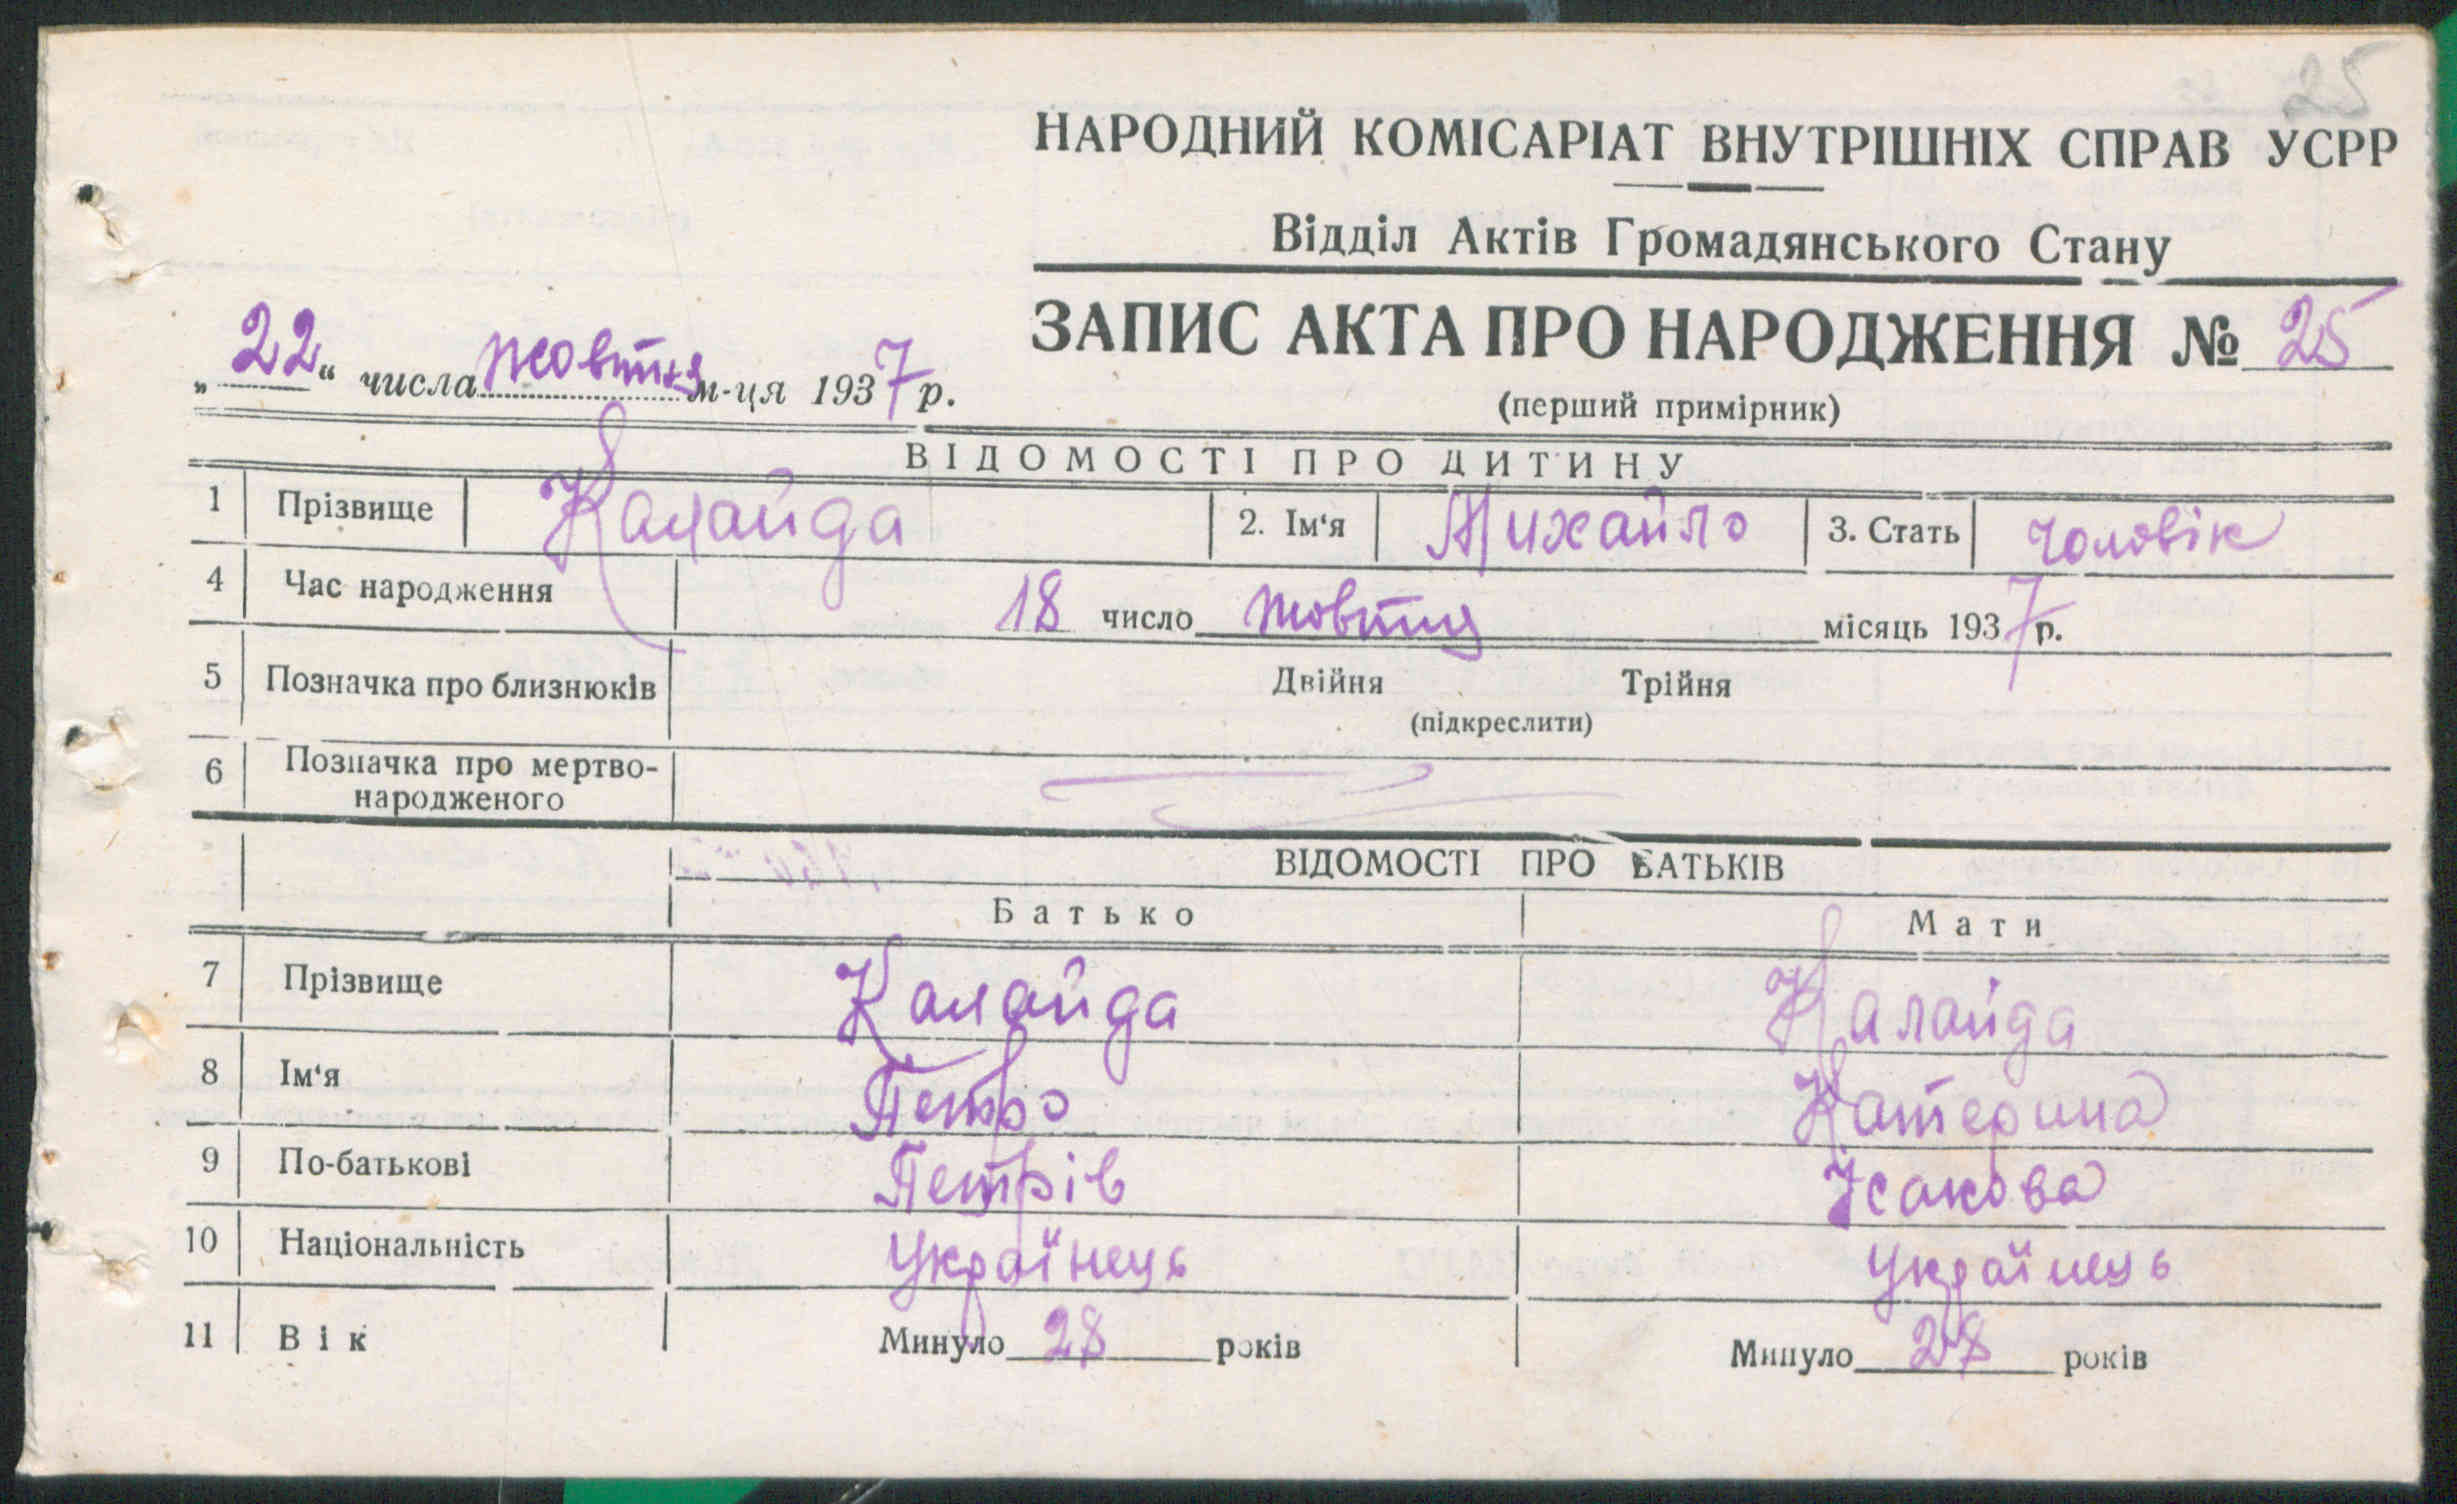 25
НАРОДНИЙ КОМІСАРІАТ ВНУТРІШНІХ СПРАВ УСРР
Відділ Актів Громадянського Стану
ЗАПИС АКТА ПРО НАРОДЖЕННЯ № 25
„22“ числа жовтня м-ця 1937 р.
(перший примірник)
ВІДОМОСТІ ПРО ДИТИНУ
1 Прізвище Калайда 2. Ім‘я Михайло 3. Стать чоловік
4 Час народження 18 число жовтня місяць 1937 р.
5 Позначка про близнюків Двійня Трійня
(підкреслити)
6 Позначка про мертво-
народженого
ВІДОМОСТІ ПРО БАТЬКІВ
Батько Мати
7 Прізвище Калайда Калайда
8 Ім‘я Петро Катерина
9 По-батькові Петрів Ісакова
10 Національність Українець Українець
11 Вік Минуло 28 років Минуло 28 років